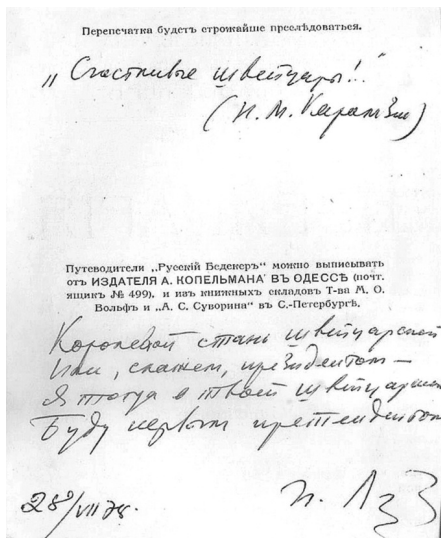 Перепечатка будетъ строжайше преслѣдоваться.
„Счастливые швейцары!.."
(Н. М. Карамзин)
Путеводители „Русскій Бедекеръ" можно выписывать
отъ ИЗДАТЕЛЯ А. КОПЕЛЬМАНА ВЪ ОДЕССѢ (почт.
ящикъ № 499), и изъ книжныхъ складовъ Т-ва М. О.
Вольфъ и „А. С. Суворина" въ С.-Петербургѣ.
Королевой стань швейцарской
Или, скажем, президентом —
Я тогда в твоей швейцарской
Буду первым претендентом
28/VII 78.